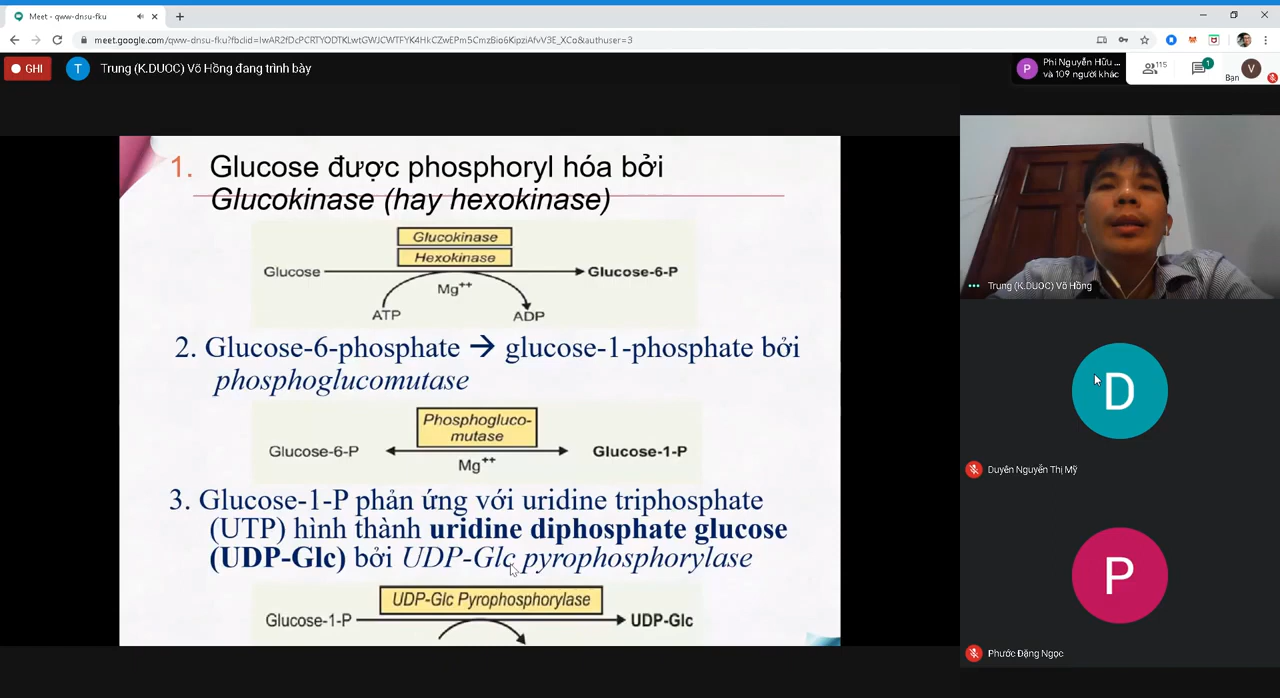 Meet - qww-dnsu-fku
meet.google.com/qww-dnsu-fku?fbclid=IwAR2fDcPCRTYODTKLwtGWJCWTFYK4HkCZwEPm5CmzBio6KipziAfvV3E_XCo&authuser=3
GHI
T
Trung (K.DUOC) Võ Hồng đang trình bày
P
Phi Nguyễn Hữu ...
và 109 người khác
115
1
Bạn
V
1. Glucose được phosphoryl hóa bởi
Glucokinase (hay hexokinase)
Glucokinase
Hexokinase
Glucose
Glucose-6-P
Mg++
ATP
ADP
2. Glucose-6-phosphate → glucose-1-phosphate bởi
phosphoglucomutase
Phosphogluco-
mutase
Glucose-6-P
Glucose-1-P
Mg++
3. Glucose-1-P phản ứng với uridine triphosphate
(UTP) hình thành uridine diphosphate glucose
(UDP-Glc) bởi UDP-Glc pyrophosphorylase
UDP-Glc Pyrophosphorylase
Glucose-1-P
UDP-Glc
Trung (K.DUOC) Võ Hồng
D
Duyên Nguyễn Thị Mỹ
P
Phước Đặng Ngọc